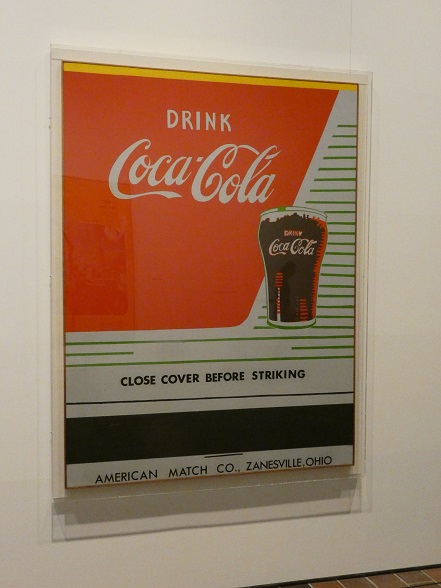 DRINK
Coca-Cola
DRINK
Coca-Cola
CLOSE COVER BEFORE STRIKING
AMERICAN MATCH CO., ZANESVILLE, OHIO